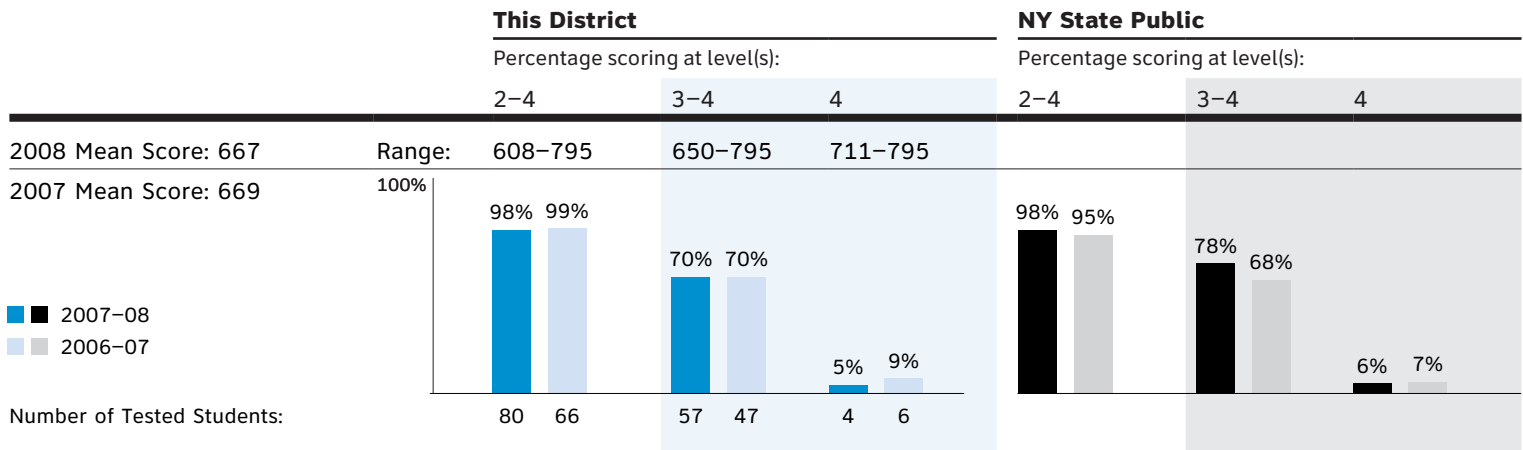 This District NY State Public
Percentage scoring at level(s): Percentage scoring at level(s):
2–4 3–4 4 2–4 3–4 4
2008 Mean Score: 667 Range: 608–795 650–795 711–795
2007 Mean Score: 669 100%
98% 99% 70% 70% 5% 9% 98% 95% 78% 68% 6% 7%
2007–08
2006–07
Number of Tested Students: 80 66 57 47 4 6